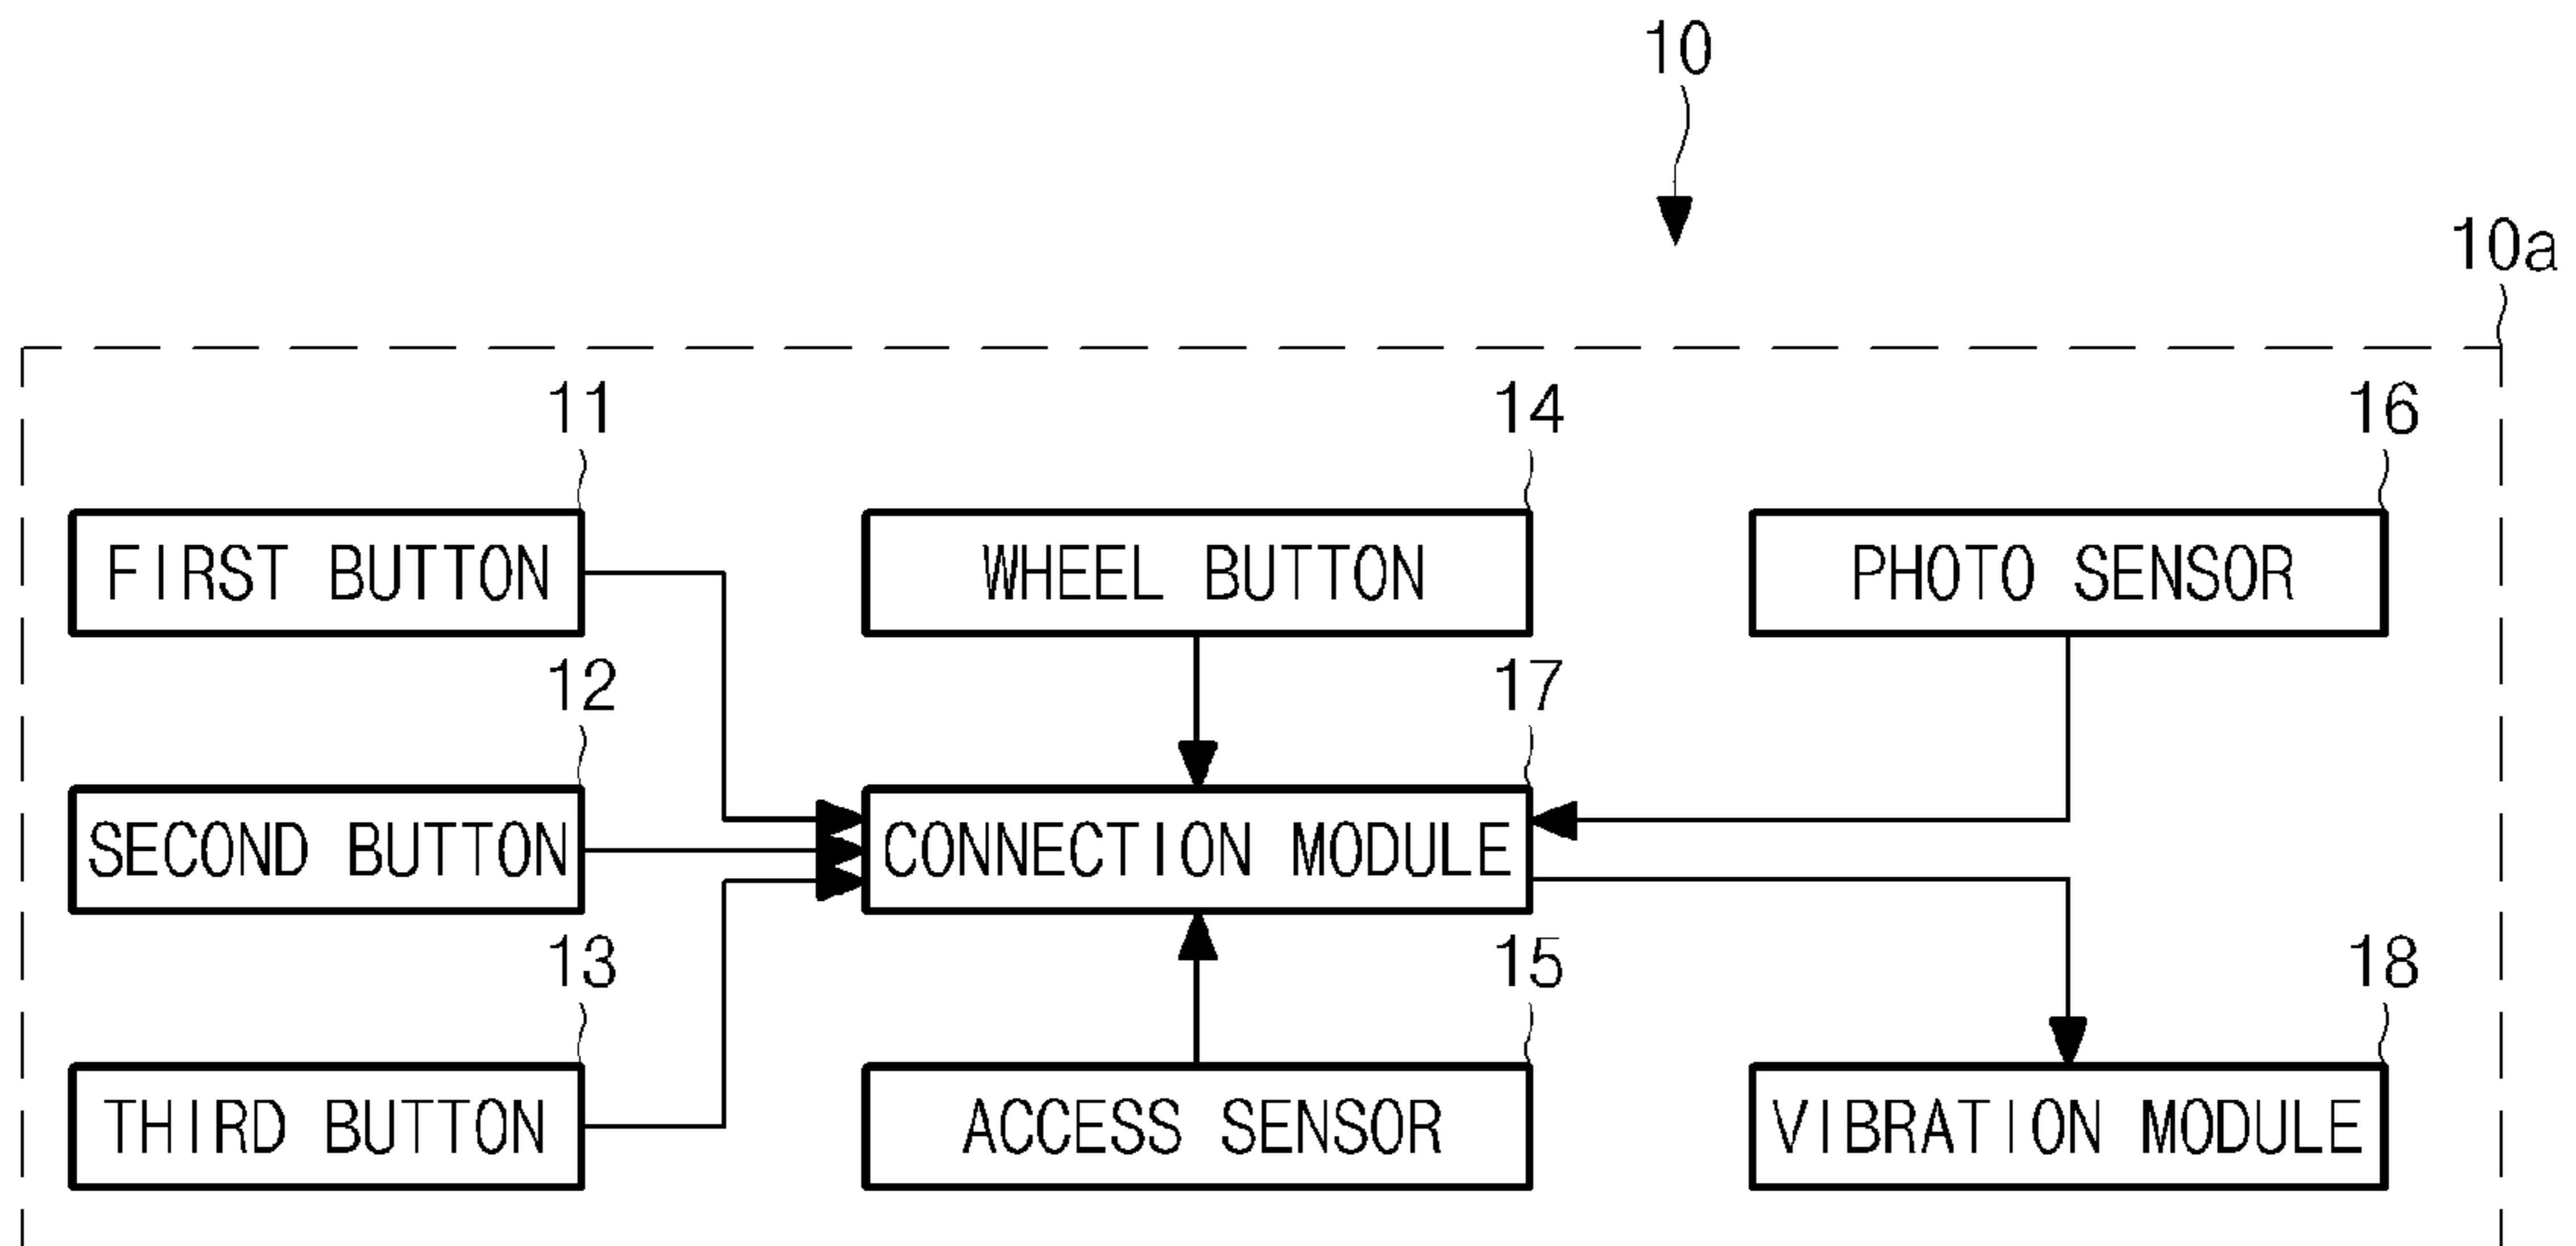 10
10a
11 14 16
FIRST BUTTON WHEEL BUTTON PHOTO SENSOR
12 17
SECOND BUTTON CONNECTION MODULE
13 15 18
THIRD BUTTON ACCESS SENSOR VIBRATION MODULE